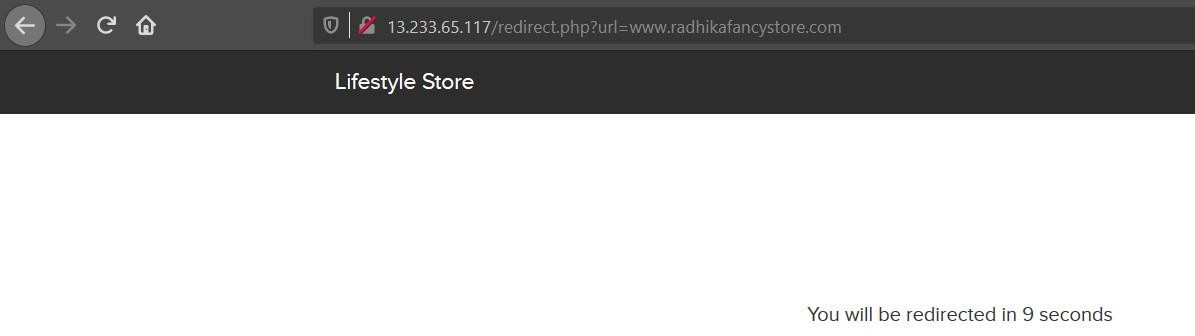 13.233.65.117/redirect.php?url=www.radhikafancystore.com
Lifestyle Store
You will be redirected in 9 seconds